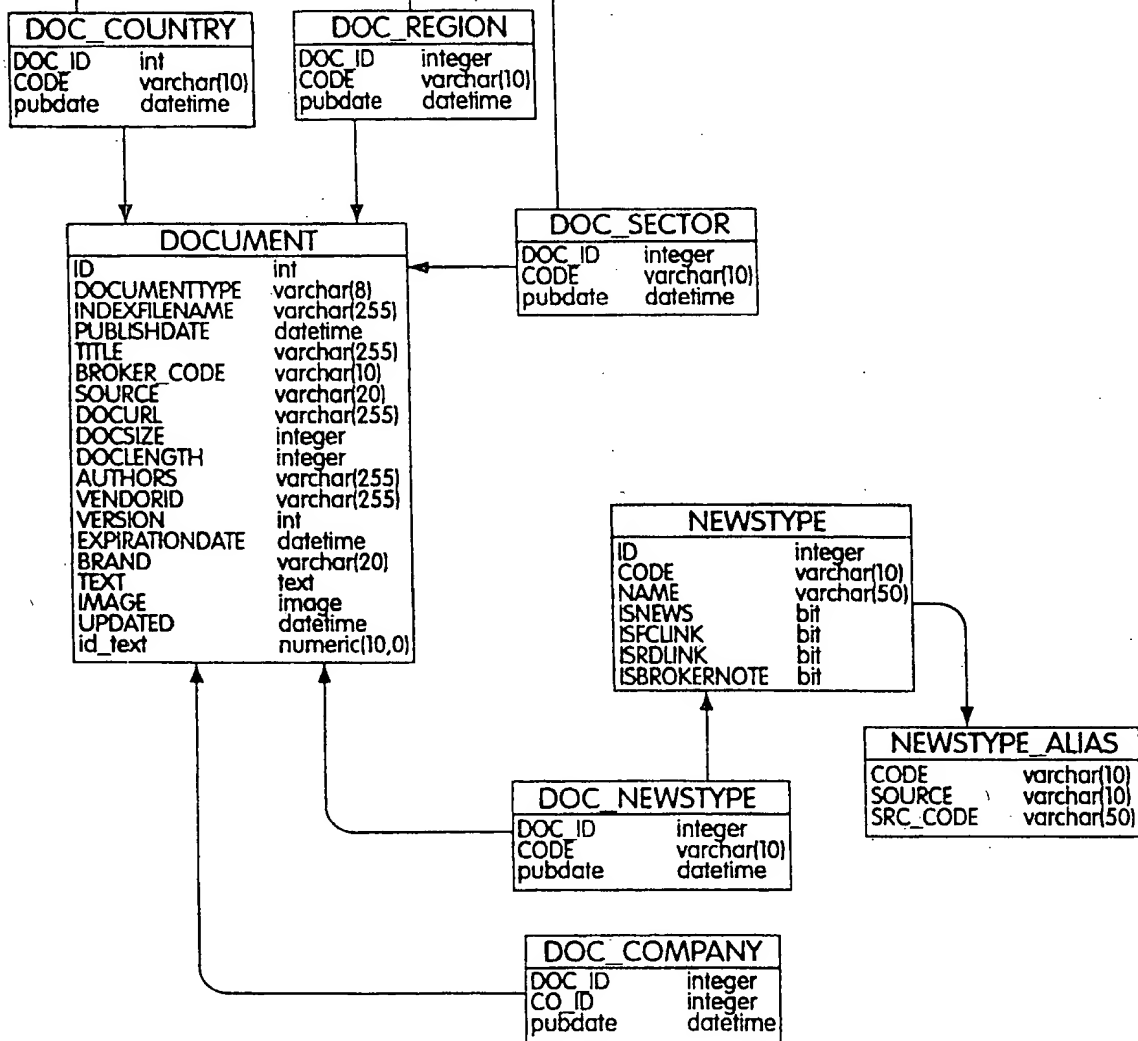 DOC_COUNTRY
DOC_ID int
CODE varchar(10)
pubdate datetime
DOC_REGION
DOC_ID integer
CODE varchar(10)
pubdate datetime
DOCUMENT
ID int
DOCUMENTTYPE varchar(8)
INDEXFILENAME varchar(255)
PUBLISHDATE datetime
TITLE varchar(255)
BROKER_CODE varchar(10)
SOURCE varchar(20)
DOCURL varchar(255)
DOCSIZE integer
DOCLENGTH integer
AUTHORS varchar(255)
VENDORID varchar(255)
VERSION int
EXPIRATIONDATE datetime
BRAND varchar(20)
TEXT text
IMAGE image
UPDATED datetime
id_text numeric(10,0)
DOC_SECTOR
DOC_ID integer
CODE varchar(10)
pubdate datetime
NEWSTYPE
ID integer
CODE varchar(10)
NAME varchar(50)
ISNEWS bit
ISFCLINK bit
ISRDLINK bit
ISBROKERNOTE bit
NEWSTYPE_ALIAS
CODE varchar(10)
SOURCE varchar(10)
SRC_CODE varchar(50)
DOC_NEWSTYPE
DOC_ID integer
CODE varchar(10)
pubdate datetime
DOC_COMPANY
DOC_ID integer
CO_ID integer
pubdate datetime